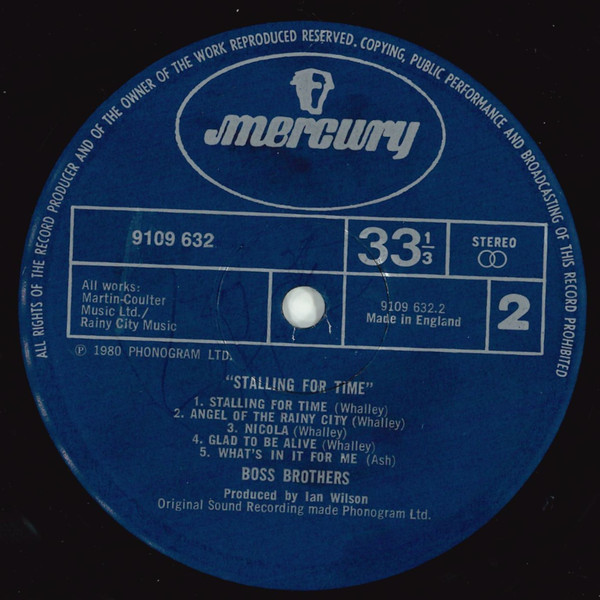 ALL RIGHTS OF THE RECORD PRODUCER AND OF THE OWNER OF THE WORK REPRODUCED RESERVED. COPYING, PUBLIC PERFORMANCE AND BROADCASTING OF THIS RECORD PROHIBITED
mercury
9109 632
33 1/3
STEREO
All works:
Martin-Coulter
Music Ltd./
Rainy City Music
9109 632.2
Made in England
2
Ⓟ 1980 PHONOGRAM LTD.
"STALLING FOR TIME"
1. STALLING FOR TIME (Whalley)
2. ANGEL OF THE RAINY CITY (Whalley)
3. NICOLA (Whalley)
4. GLAD TO BE ALIVE (Whalley)
5. WHAT'S IN IT FOR ME (Ash)
BOSS BROTHERS
Produced by Ian Wilson
Original Sound Recording made Phonogram Ltd.